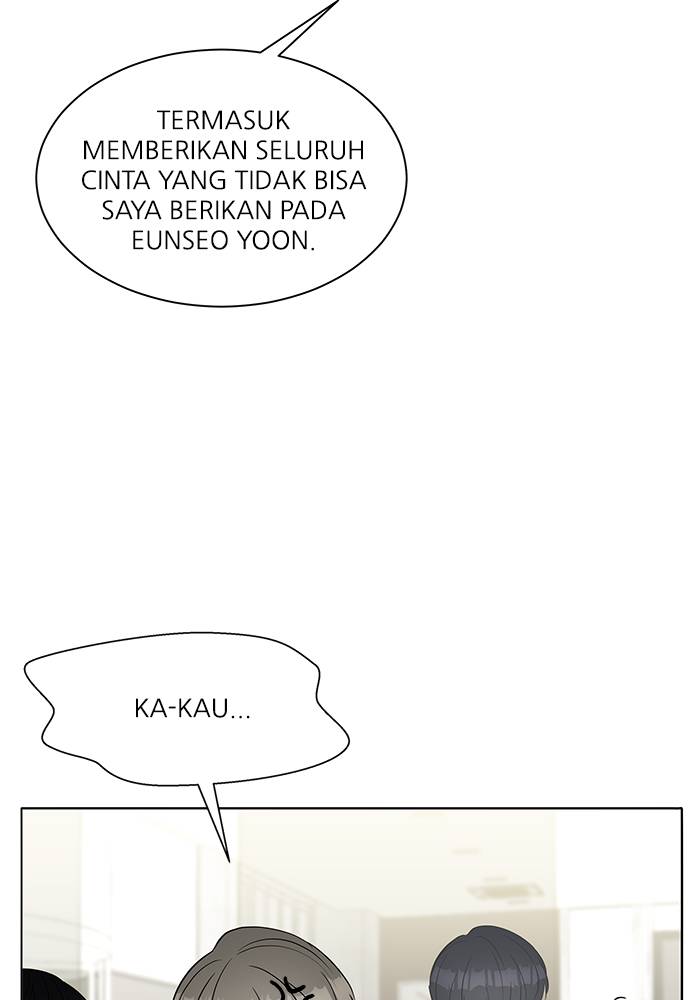 TERMASUK
MEMBERIKAN SELURUH
CINTA YANG TIDAK BISA
SAYA BERIKAN PADA
EUNSEO YOON.
KA-KAU...